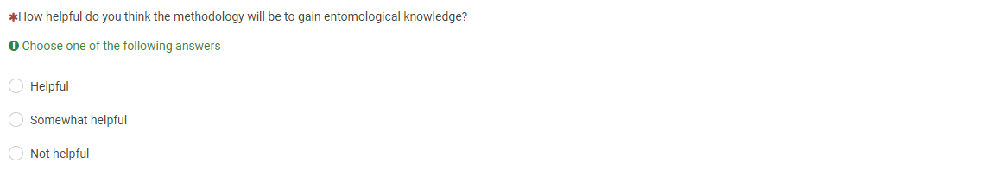 *How helpful do you think the methodology will be to gain entomological knowledge?
Choose one of the following answers
Helpful
Somewhat helpful
Not helpful